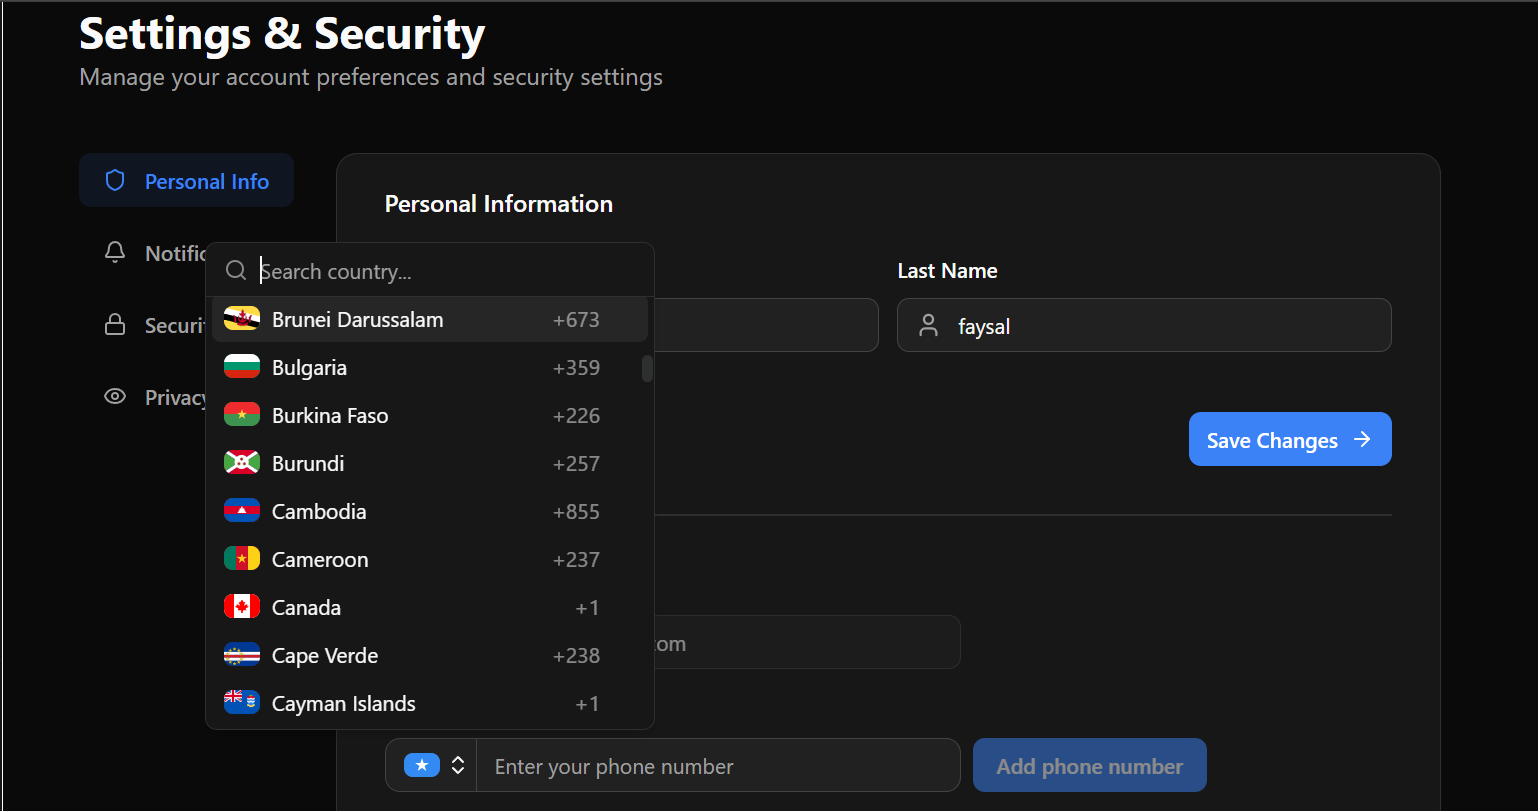 Settings & Security
Manage your account preferences and security settings
Personal Info
Notific
Securit
Privacy
Personal Information
Last Name
faysal
Save Changes
Search country...
Brunei Darussalam +673
Bulgaria +359
Burkina Faso +226
Burundi +257
Cambodia +855
Cameroon +237
Canada +1
Cape Verde +238
Cayman Islands +1
com
Enter your phone number
Add phone number